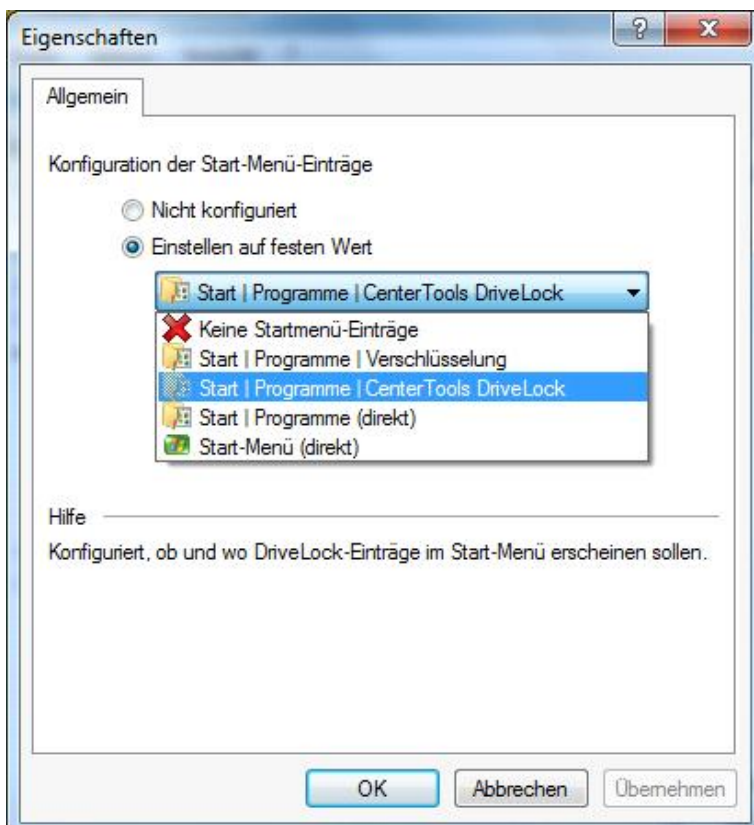 Eigenschaften
Allgemein
Konfiguration der Start-Menü-Einträge
Nicht konfiguriert
Einstellen auf festen Wert
Start | Programme | CenterTools DriveLock
Keine Startmenü-Einträge
Start | Programme | Verschlüsselung
Start | Programme | CenterTools DriveLock
Start | Programme (direkt)
Start-Menü (direkt)
Hilfe
Konfiguriert, ob und wo DriveLock-Einträge im Start-Menü erscheinen sollen.
OK Abbrechen Übernehmen